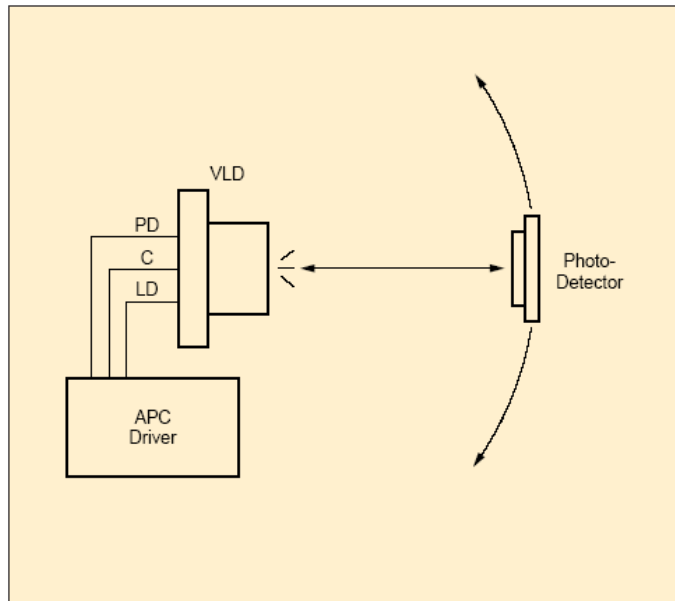 VLD
PD
C
LD
Photo-
Detector
APC
Driver